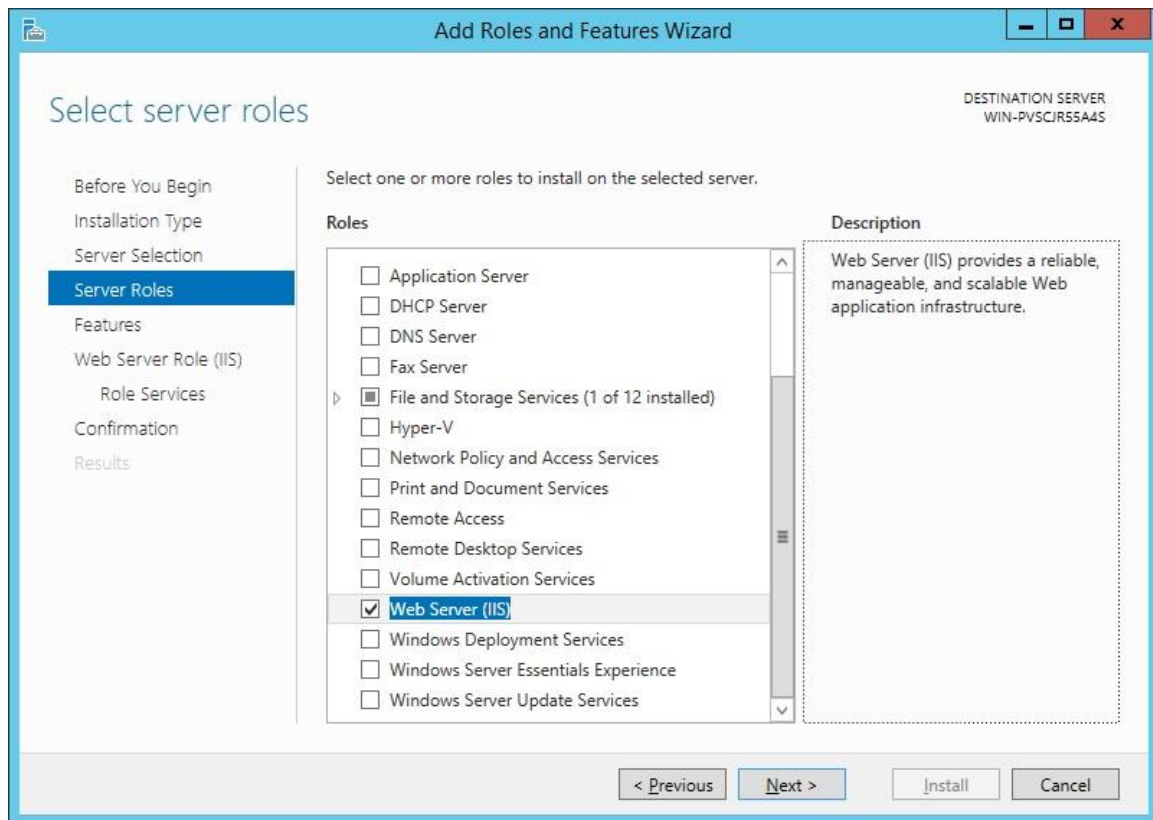 Add Roles and Features Wizard
Select server roles
DESTINATION SERVER
WIN-PVSCJR55A4S
Before You Begin
Installation Type
Server Selection
Server Roles
Features
Web Server Role (IIS)
Role Services
Confirmation
Results
Select one or more roles to install on the selected server.
Roles
Application Server
DHCP Server
DNS Server
Fax Server
File and Storage Services (1 of 12 installed)
Hyper-V
Network Policy and Access Services
Print and Document Services
Remote Access
Remote Desktop Services
Volume Activation Services
Web Server (IIS)
Windows Deployment Services
Windows Server Essentials Experience
Windows Server Update Services
Description
Web Server (IIS) provides a reliable,
manageable, and scalable Web
application infrastructure.
< Previous
Next >
Install
Cancel